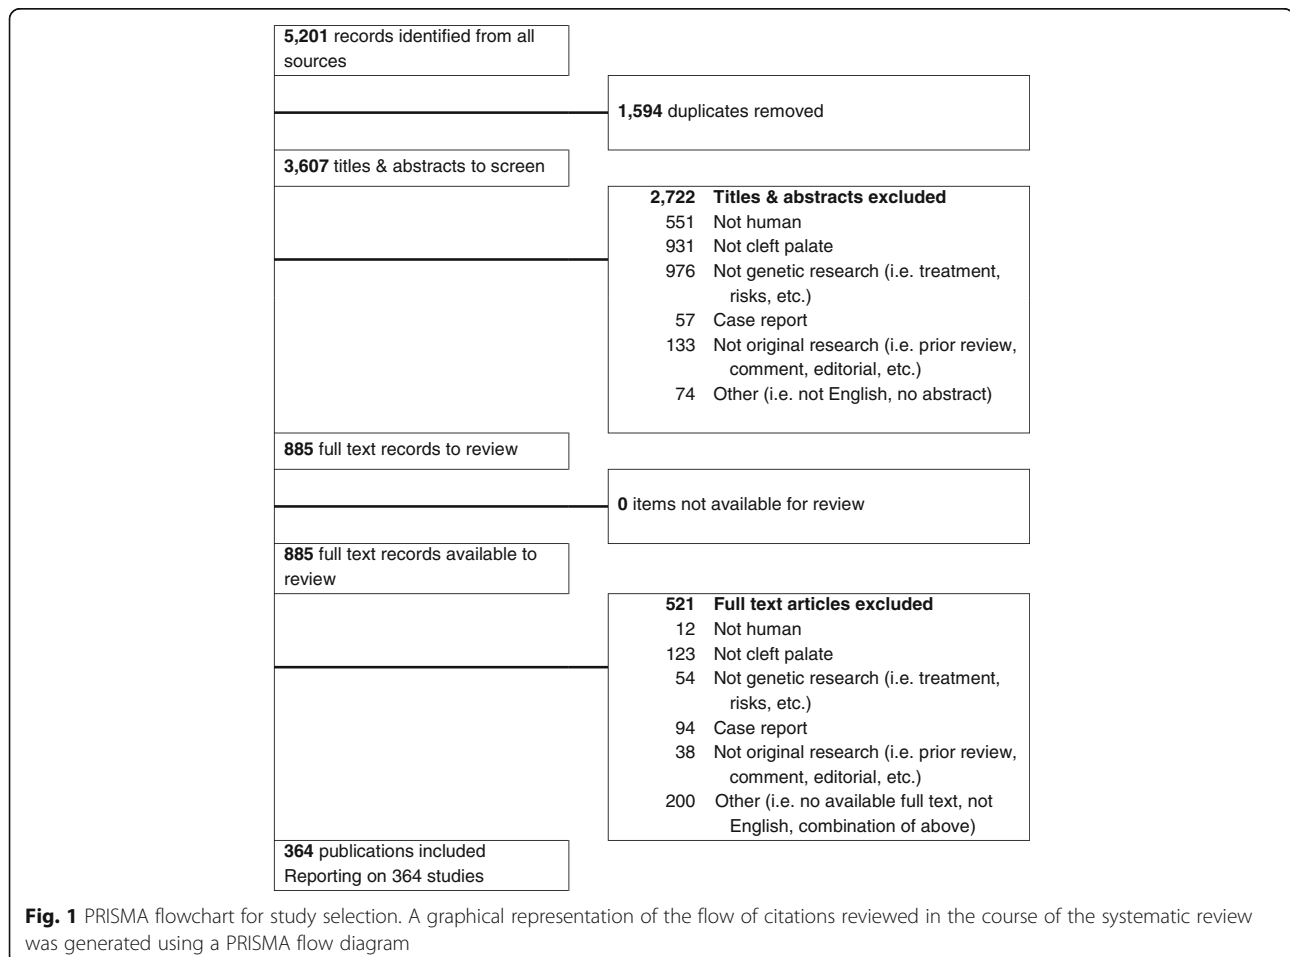 5,201 records identified from all
sources
1,594 duplicates removed
3,607 titles & abstracts to screen
2,722 Titles & abstracts excluded
551 Not human
931 Not cleft palate
976 Not genetic research (i.e. treatment,
risks, etc.)
57 Case report
133 Not original research (i.e. prior review,
comment, editorial, etc.)
74 Other (i.e. not English, no abstract)
885 full text records to review
0 items not available for review
885 full text records available to
review
521 Full text articles excluded
12 Not human
123 Not cleft palate
54 Not genetic research (i.e. treatment,
risks, etc.)
94 Case report
38 Not original research (i.e. prior review,
comment, editorial, etc.)
200 Other (i.e. no available full text, not
English, combination of above)
364 publications included
Reporting on 364 studies
Fig. 1 PRISMA flowchart for study selection. A graphical representation of the flow of citations reviewed in the course of the systematic review
was generated using a PRISMA flow diagram